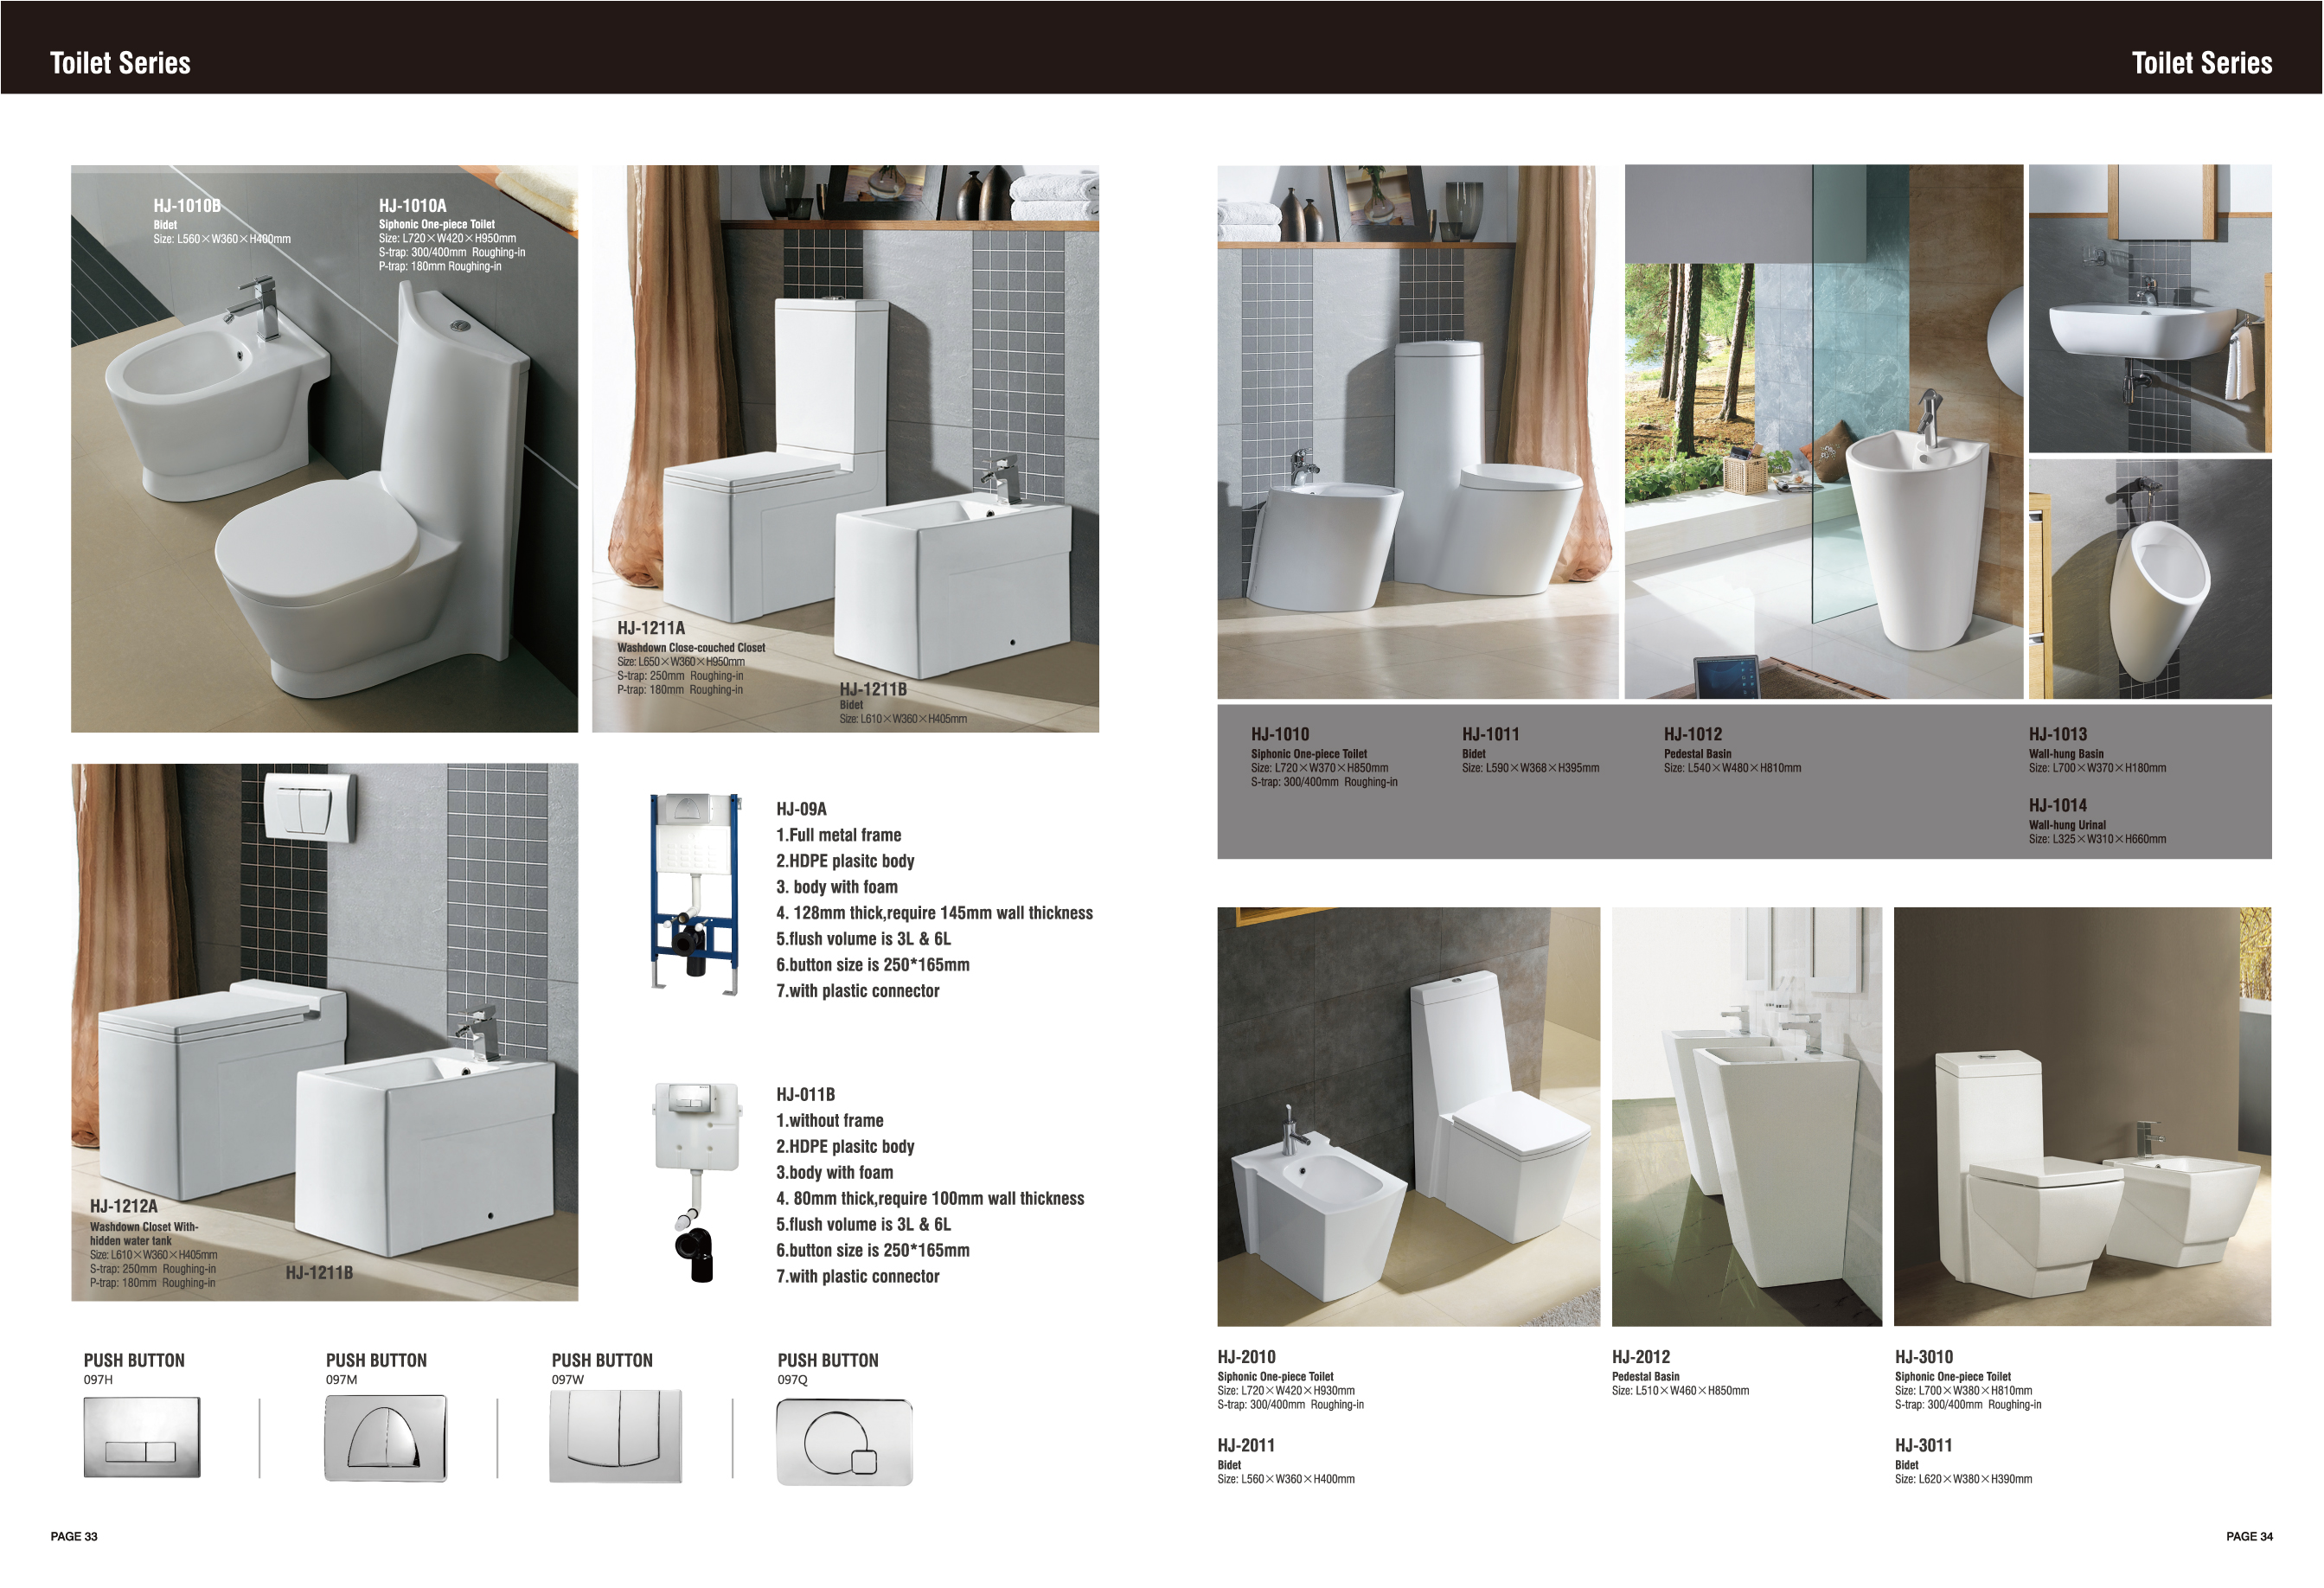 Toilet Series
Toilet Series
HJ-1010B
Bidet
Size: L560×W360×H400mm
HJ-1010A
Siphonic One-piece Toilet
Size: L720×W420×H950mm
S-trap: 300/400mm Roughing-in
P-trap: 180mm Roughing-in
HJ-1211A
Washdown Close-couched Closet
Size: L650×W360×H950mm
S-trap: 250mm Roughing-in
P-trap: 180mm Roughing-in
HJ-1211B
Bidet
Size: L610×W360×H405mm
HJ-1212A
Washdown Closet With-
hidden water tank
Size: L610×W360×H405mm
S-trap: 250mm Roughing-in
P-trap: 180mm Roughing-in
HJ-1211B
HJ-09A
1.Full metal frame
2.HDPE plasitc body
3. body with foam
4. 128mm thick,require 145mm wall thickness
5.flush volume is 3L & 6L
6.button size is 250*165mm
7.with plastic connector
HJ-011B
1.without frame
2.HDPE plasitc body
3.body with foam
4. 80mm thick,require 100mm wall thickness
5.flush volume is 3L & 6L
6.button size is 250*165mm
7.with plastic connector
PUSH BUTTON
097H
PUSH BUTTON
097M
PUSH BUTTON
097W
PUSH BUTTON
097Q
PAGE 33
HJ-1010
Siphonic One-piece Toilet
Size: L720×W370×H850mm
S-trap: 300/400mm Roughing-in
HJ-1011
Bidet
Size: L590×W368×H395mm
HJ-1012
Pedestal Basin
Size: L540×W480×H810mm
HJ-1013
Wall-hung Basin
Size: L700×W370×H180mm
HJ-1014
Wall-hung Urinal
Size: L325×W310×H660mm
HJ-2010
Siphonic One-piece Toilet
Size: L720×W420×H930mm
S-trap: 300/400mm Roughing-in
HJ-2011
Bidet
Size: L560×W360×H400mm
HJ-2012
Pedestal Basin
Size: L510×W460×H850mm
HJ-3010
Siphonic One-piece Toilet
Size: L700×W380×H810mm
S-trap: 300/400mm Roughing-in
HJ-3011
Bidet
Size: L620×W380×H390mm
PAGE 34